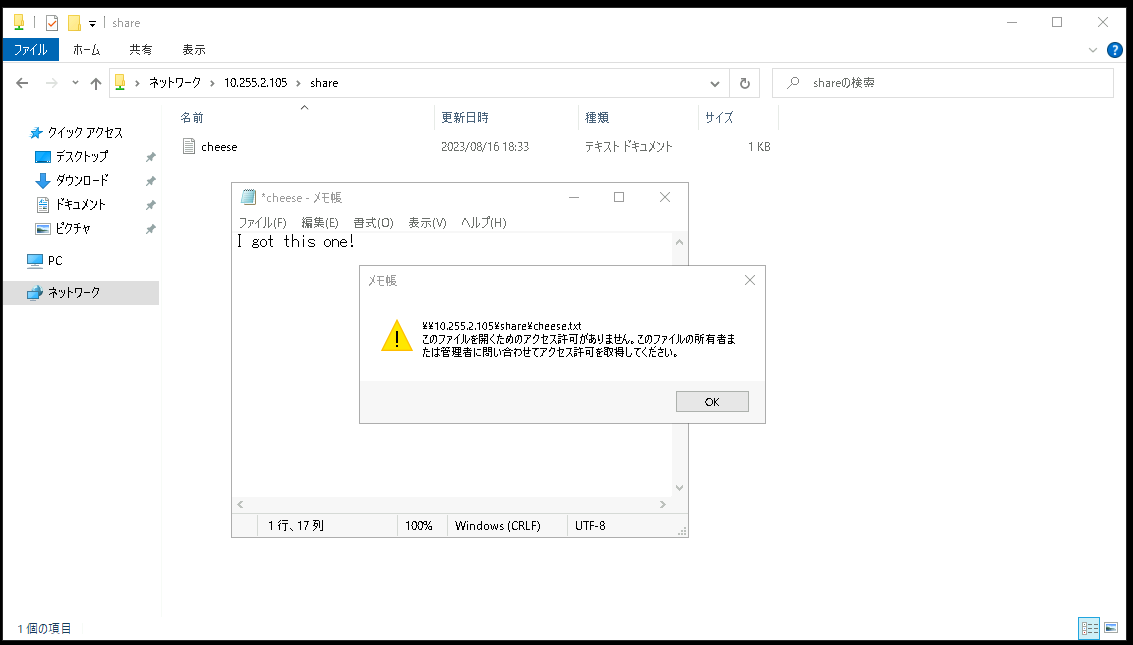 share
ファイル ホーム 共有 表示
ネットワーク 10.255.2.105 share
shareの検索
クイック アクセス
デスクトップ
ダウンロード
ドキュメント
ピクチャ
PC
ネットワーク
名前 更新日時 種類 サイズ
cheese 2023/08/16 18:33 テキスト ドキュメント 1 KB
*cheese - メモ帳
ファイル(F) 編集(E) 書式(O) 表示(V) ヘルプ(H)
I got this one!
メモ帳
¥¥10.255.2.105¥share¥cheese.txt
このファイルを開くためのアクセス許可がありません。このファイルの所有者ま
たは管理者に問い合わせてアクセス許可を取得してください。
OK
1 行、17 列 100% Windows (CRLF) UTF-8
1 個の項目